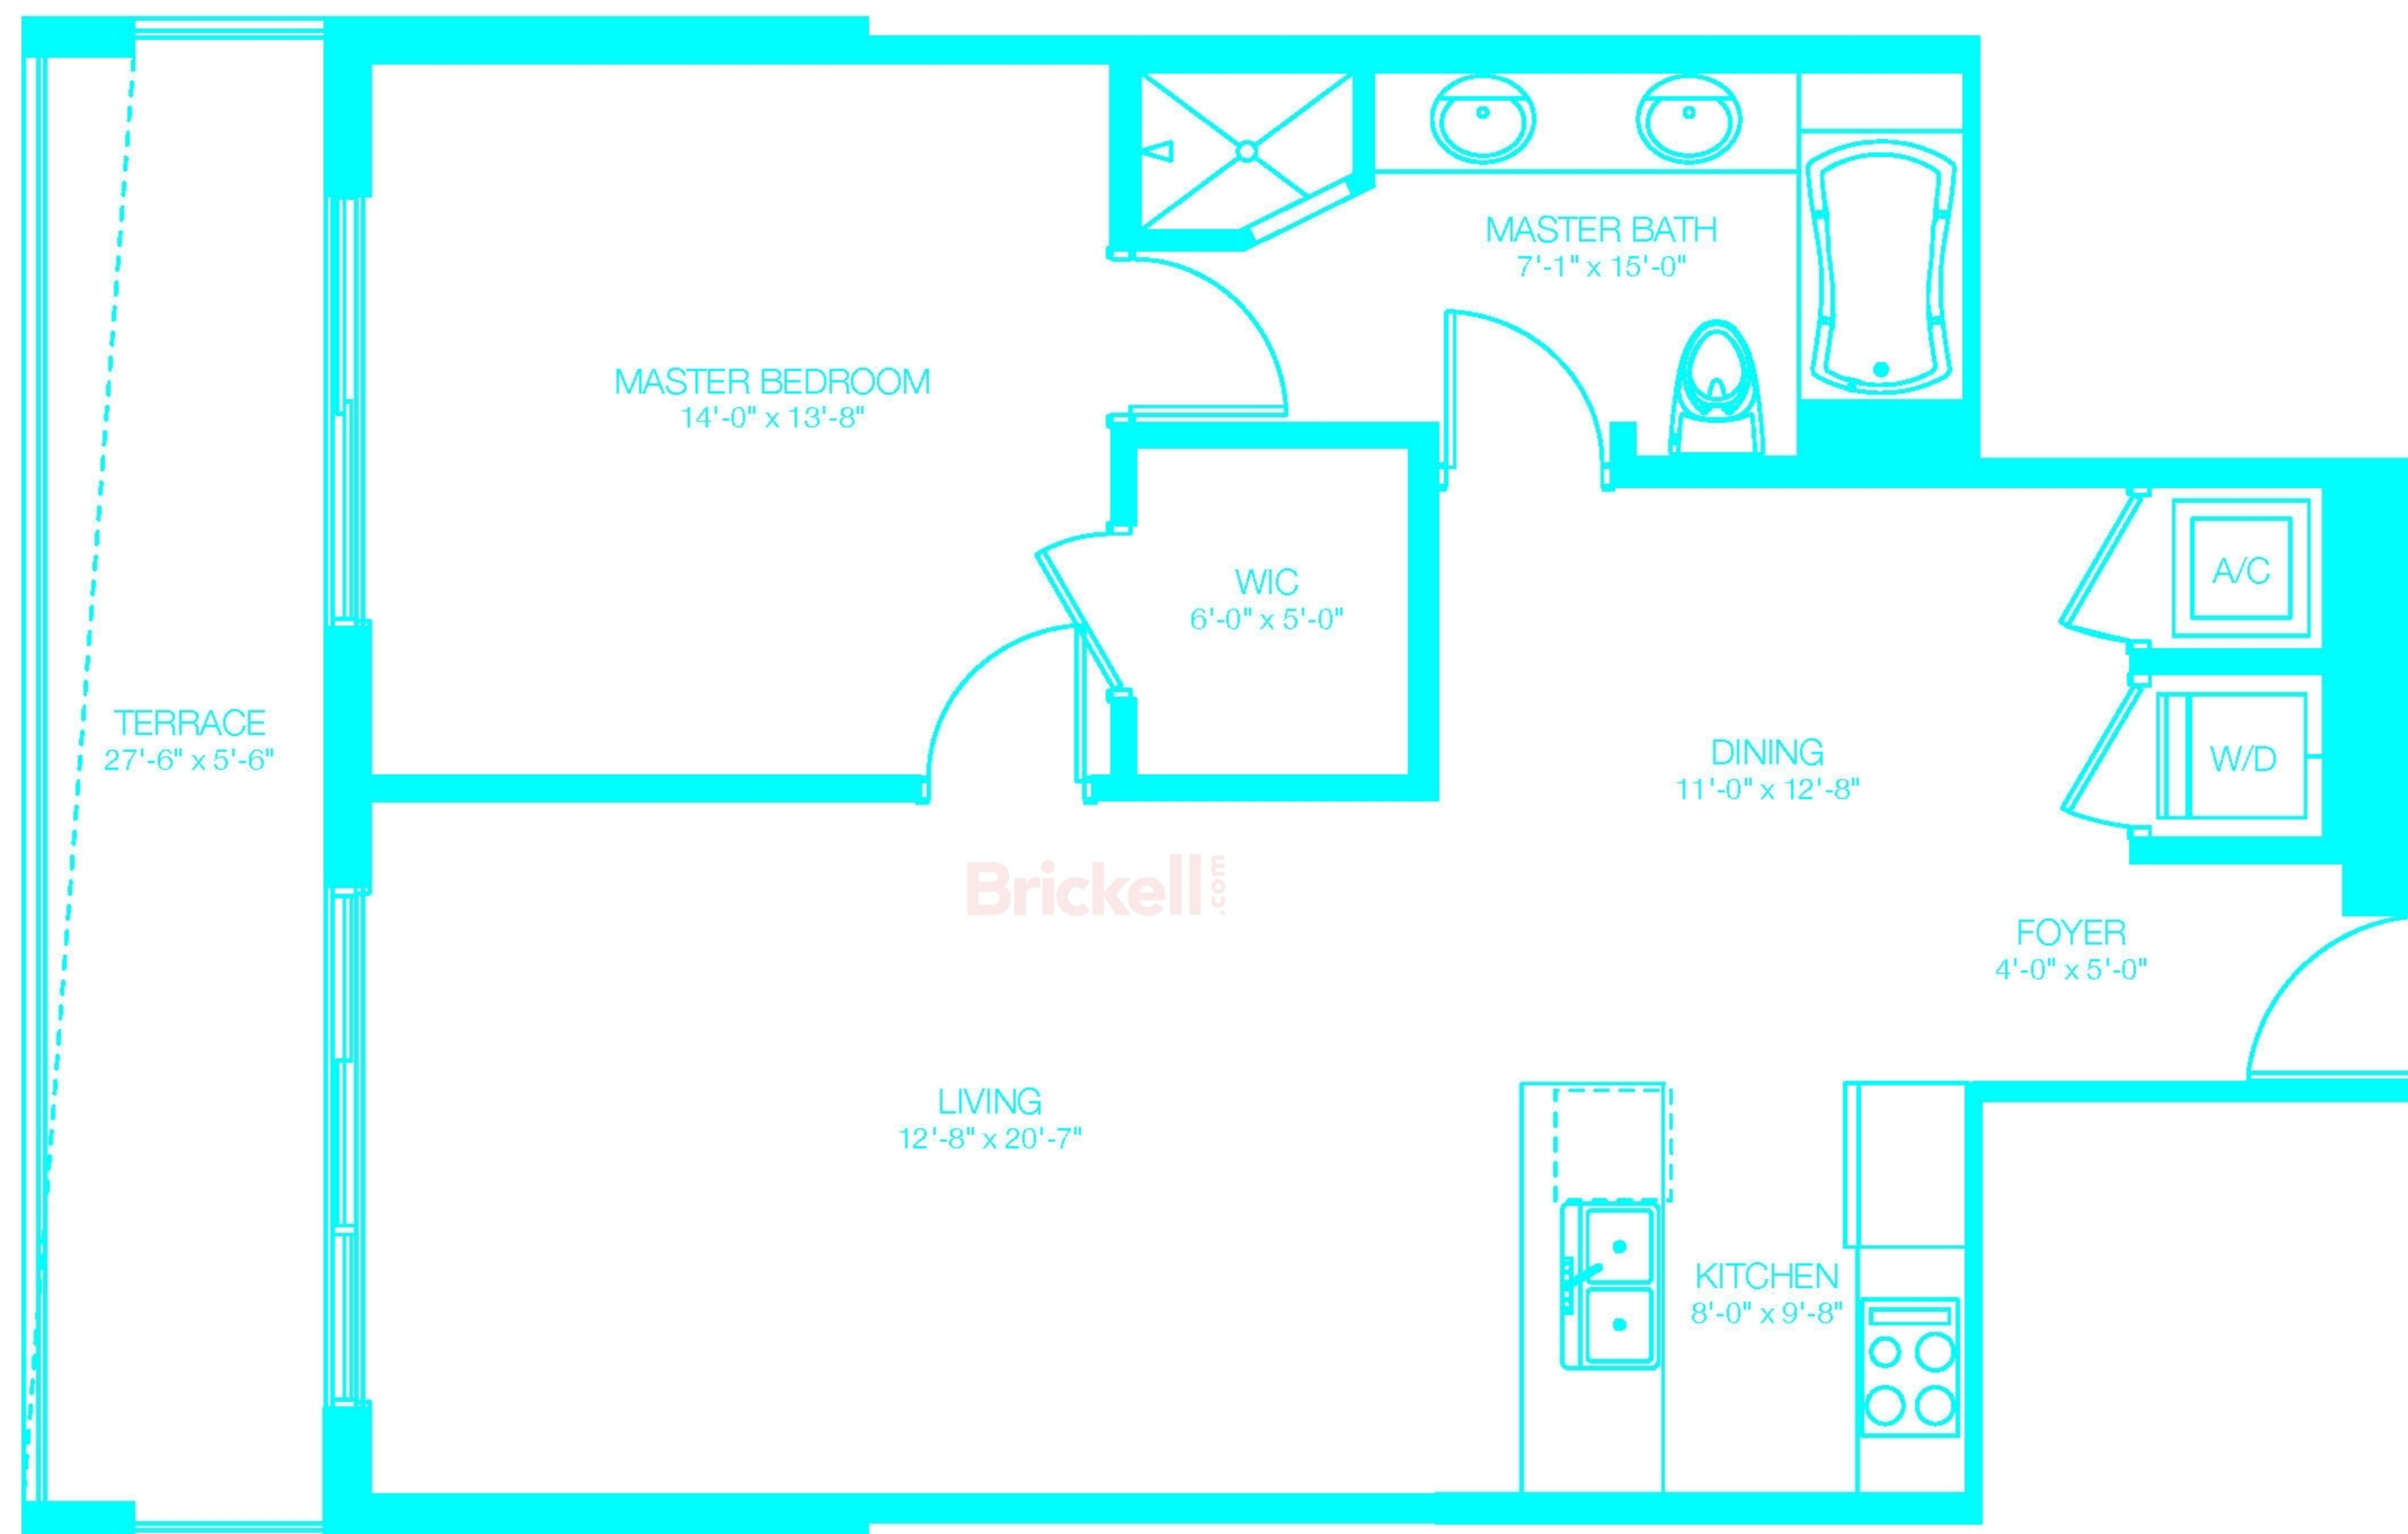 MASTER BATH
7'-1" x 15'-0"
MASTER BEDROOM
14'-0" x 13'-8"
WIC
6'-0" x 5'-0"
A/C
TERRACE
27'-6" x 5'-6"
DINING
11'-0" x 12'-8"
W/D
Brickell.com
FOYER
4'-0" x 5'-0"
LIVING
12'-8" x 20'-7"
KITCHEN
8'-0" x 9'-8"